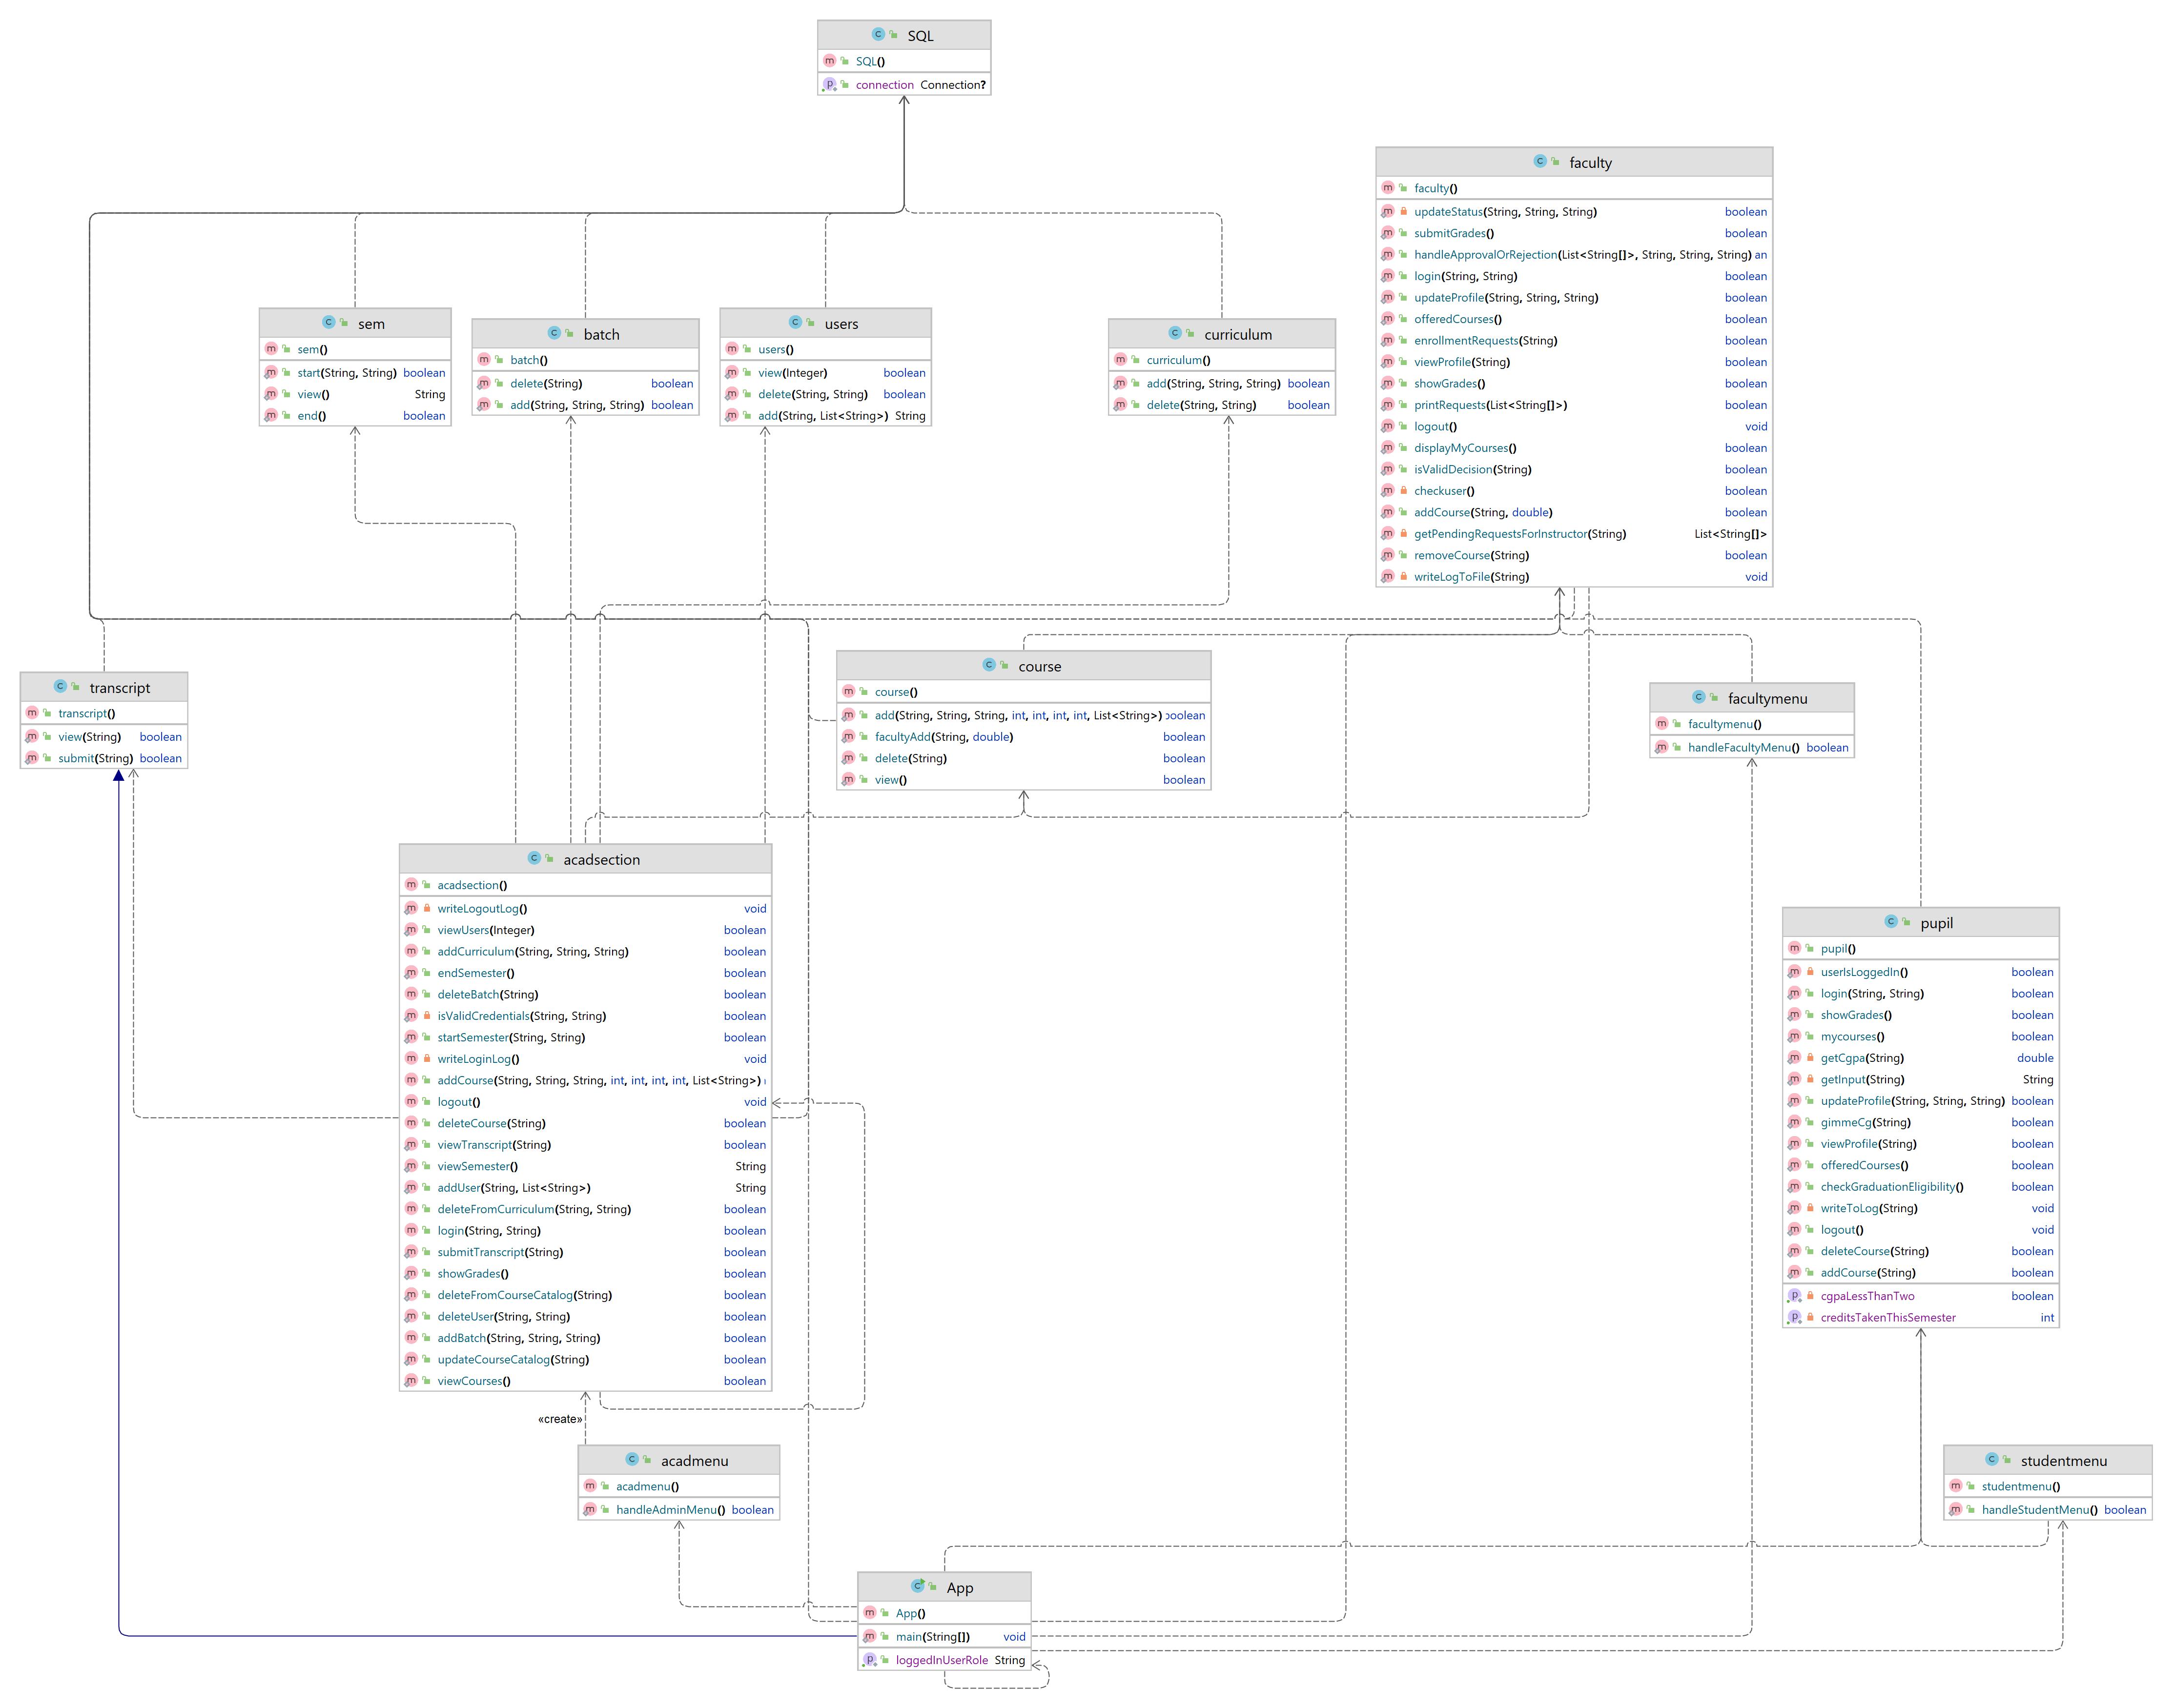 SQL
SQL()
connection Connection?
faculty
faculty()
updateStatus(String, String, String) boolean
submitGrades() boolean
handleApprovalOrRejection(List<String[]>, String, String, String) an
login(String, String) boolean
updateProfile(String, String, String) boolean
offeredCourses() boolean
enrollmentRequests(String) boolean
viewProfile(String) boolean
showGrades() boolean
printRequests(List<String[]>) boolean
logout() void
displayMyCourses() boolean
isValidDecision(String) boolean
checkuser() boolean
addCourse(String, double) boolean
getPendingRequestsForInstructor(String) List<String[]>
removeCourse(String) boolean
writeLogToFile(String) void
sem
sem()
start(String, String) boolean
view() String
end() boolean
batch
batch()
delete(String) boolean
add(String, String, String) boolean
users
users()
view(Integer) boolean
delete(String, String) boolean
add(String, List<String>) String
curriculum
curriculum()
add(String, String, String) boolean
delete(String, String) boolean
transcript
transcript()
view(String) boolean
submit(String) boolean
course
course()
add(String, String, String, int, int, int, int, List<String>) boolean
facultyAdd(String, double) boolean
delete(String) boolean
view() boolean
facultymenu
facultymenu()
handleFacultyMenu() boolean
acadsection
acadsection()
writeLogoutLog() void
viewUsers(Integer) boolean
addCurriculum(String, String, String) boolean
endSemester() boolean
deleteBatch(String) boolean
isValidCredentials(String, String) boolean
startSemester(String, String) boolean
writeLoginLog() void
addCourse(String, String, String, int, int, int, int, List<String>)
logout() void
deleteCourse(String) boolean
viewTranscript(String) boolean
viewSemester() String
addUser(String, List<String>) String
deleteFromCurriculum(String, String) boolean
login(String, String) boolean
submitTranscript(String) boolean
showGrades() boolean
deleteFromCourseCatalog(String) boolean
deleteUser(String, String) boolean
addBatch(String, String, String) boolean
updateCourseCatalog(String) boolean
viewCourses() boolean
pupil
pupil()
userIsLoggedIn() boolean
login(String, String) boolean
showGrades() boolean
mycourses() boolean
getCgpa(String) double
getInput(String) String
updateProfile(String, String, String) boolean
gimmeCg(String) boolean
viewProfile(String) boolean
offeredCourses() boolean
checkGraduationEligibility() boolean
writeToLog(String) void
logout() void
deleteCourse(String) boolean
addCourse(String) boolean
cgpaLessThanTwo boolean
creditsTakenThisSemester int
«create»
acadmenu
acadmenu()
handleAdminMenu() boolean
studentmenu
studentmenu()
handleStudentMenu() boolean
App
App()
main(String[]) void
loggedInUserRole String